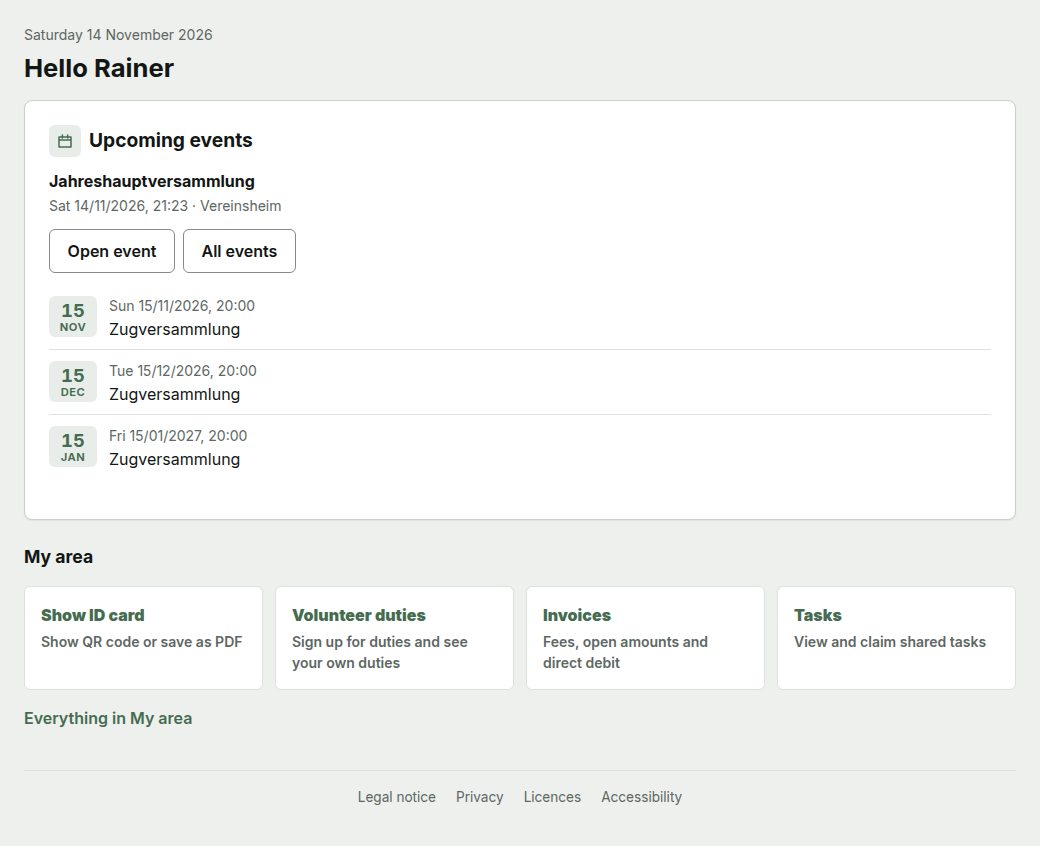 Saturday 14 November 2026
Hello Rainer
Upcoming events
Jahreshauptversammlung
Sat 14/11/2026, 21:23 · Vereinsheim
Open event
All events
15
NOV
Sun 15/11/2026, 20:00
Zugversammlung
15
DEC
Tue 15/12/2026, 20:00
Zugversammlung
15
JAN
Fri 15/01/2027, 20:00
Zugversammlung
My area
Show ID card
Show QR code or save as PDF
Volunteer duties
Sign up for duties and see
your own duties
Invoices
Fees, open amounts and
direct debit
Tasks
View and claim shared tasks
Everything in My area
Legal notice
Privacy
Licences
Accessibility